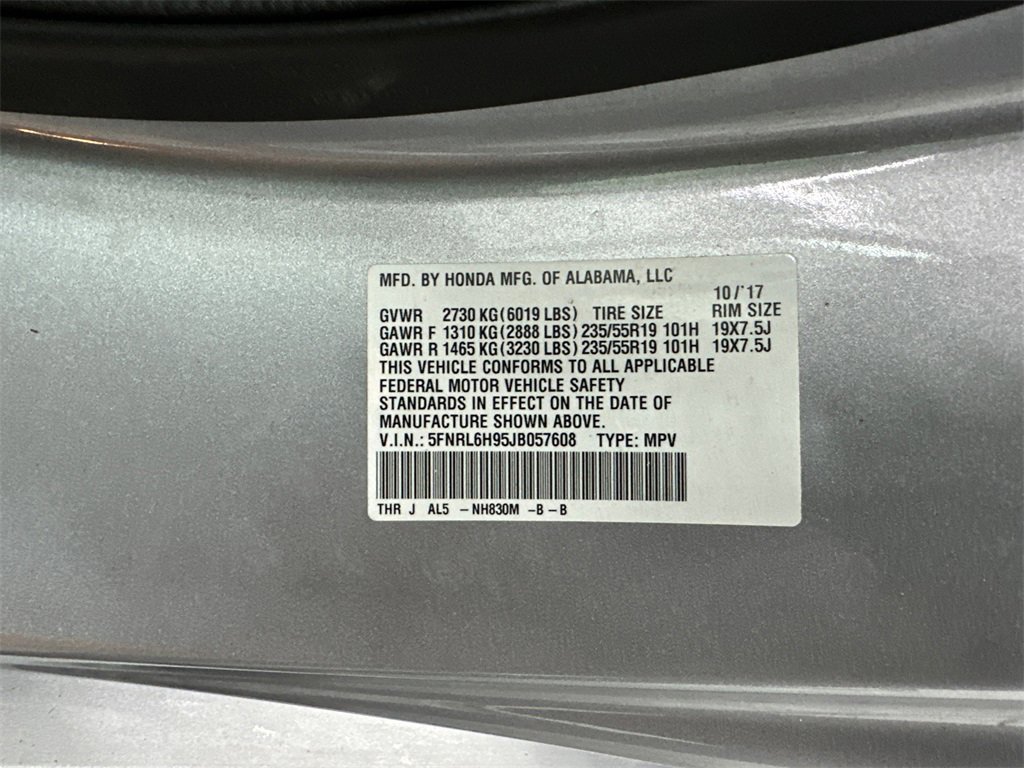 MFD. BY HONDA MFG. OF ALABAMA, LLC
10/'17
GVWR 2730 KG (6019 LBS) TIRE SIZE RIM SIZE
GAWR F 1310 KG (2888 LBS) 235/55R19 101H 19X7.5J
GAWR R 1465 KG (3230 LBS) 235/55R19 101H 19X7.5J
THIS VEHICLE CONFORMS TO ALL APPLICABLE
FEDERAL MOTOR VEHICLE SAFETY
STANDARDS IN EFFECT ON THE DATE OF
MANUFACTURE SHOWN ABOVE.
V.I.N.: 5FNRL6H95JB057608 TYPE: MPV
THR J AL5 -NH830M -B-B